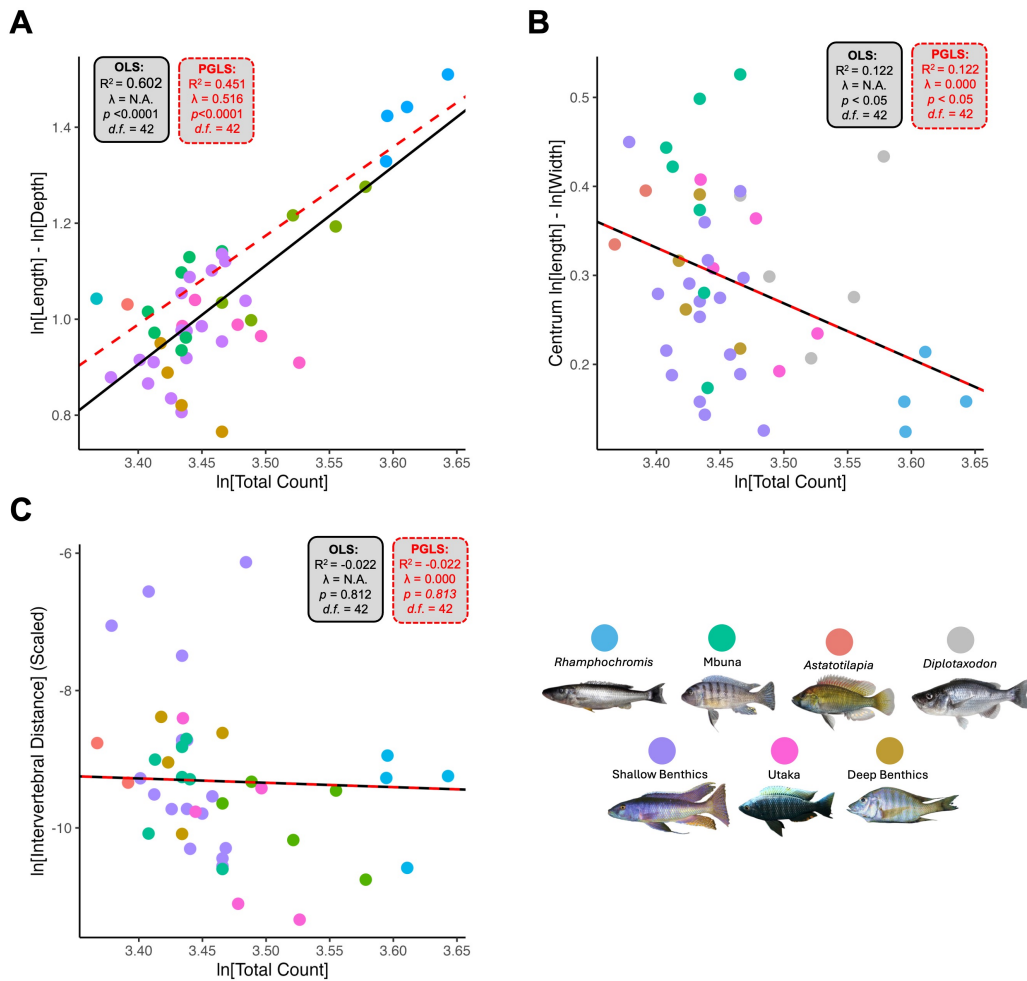 A
OLS:
R² = 0.602
λ = N.A.
p <0.0001
d.f. = 42
PGLS:
R² = 0.451
λ = 0.516
p<0.0001
d.f. = 42
ln[Length] - ln[Depth]
1.4
1.2
1.0
0.8
3.40
3.45
3.50
3.55
3.60
3.65
ln[Total Count]
B
OLS:
R² = 0.122
λ = N.A.
p < 0.05
d.f. = 42
PGLS:
R² = 0.122
λ = 0.000
p < 0.05
d.f. = 42
Centrum ln[length] - ln[Width]
0.5
0.4
0.3
0.2
3.40
3.45
3.50
3.55
3.60
3.65
ln[Total Count]
C
OLS:
R² = -0.022
λ = N.A.
p = 0.812
d.f. = 42
PGLS:
R² = -0.022
λ = 0.000
p = 0.813
d.f. = 42
ln[Intervertebral Distance] (Scaled)
-6
-8
-10
3.40
3.45
3.50
3.55
3.60
3.65
ln[Total Count]
Rhamphochromis
Mbuna
Astatotilapia
Diplotaxodon
Shallow Benthics
Utaka
Deep Benthics